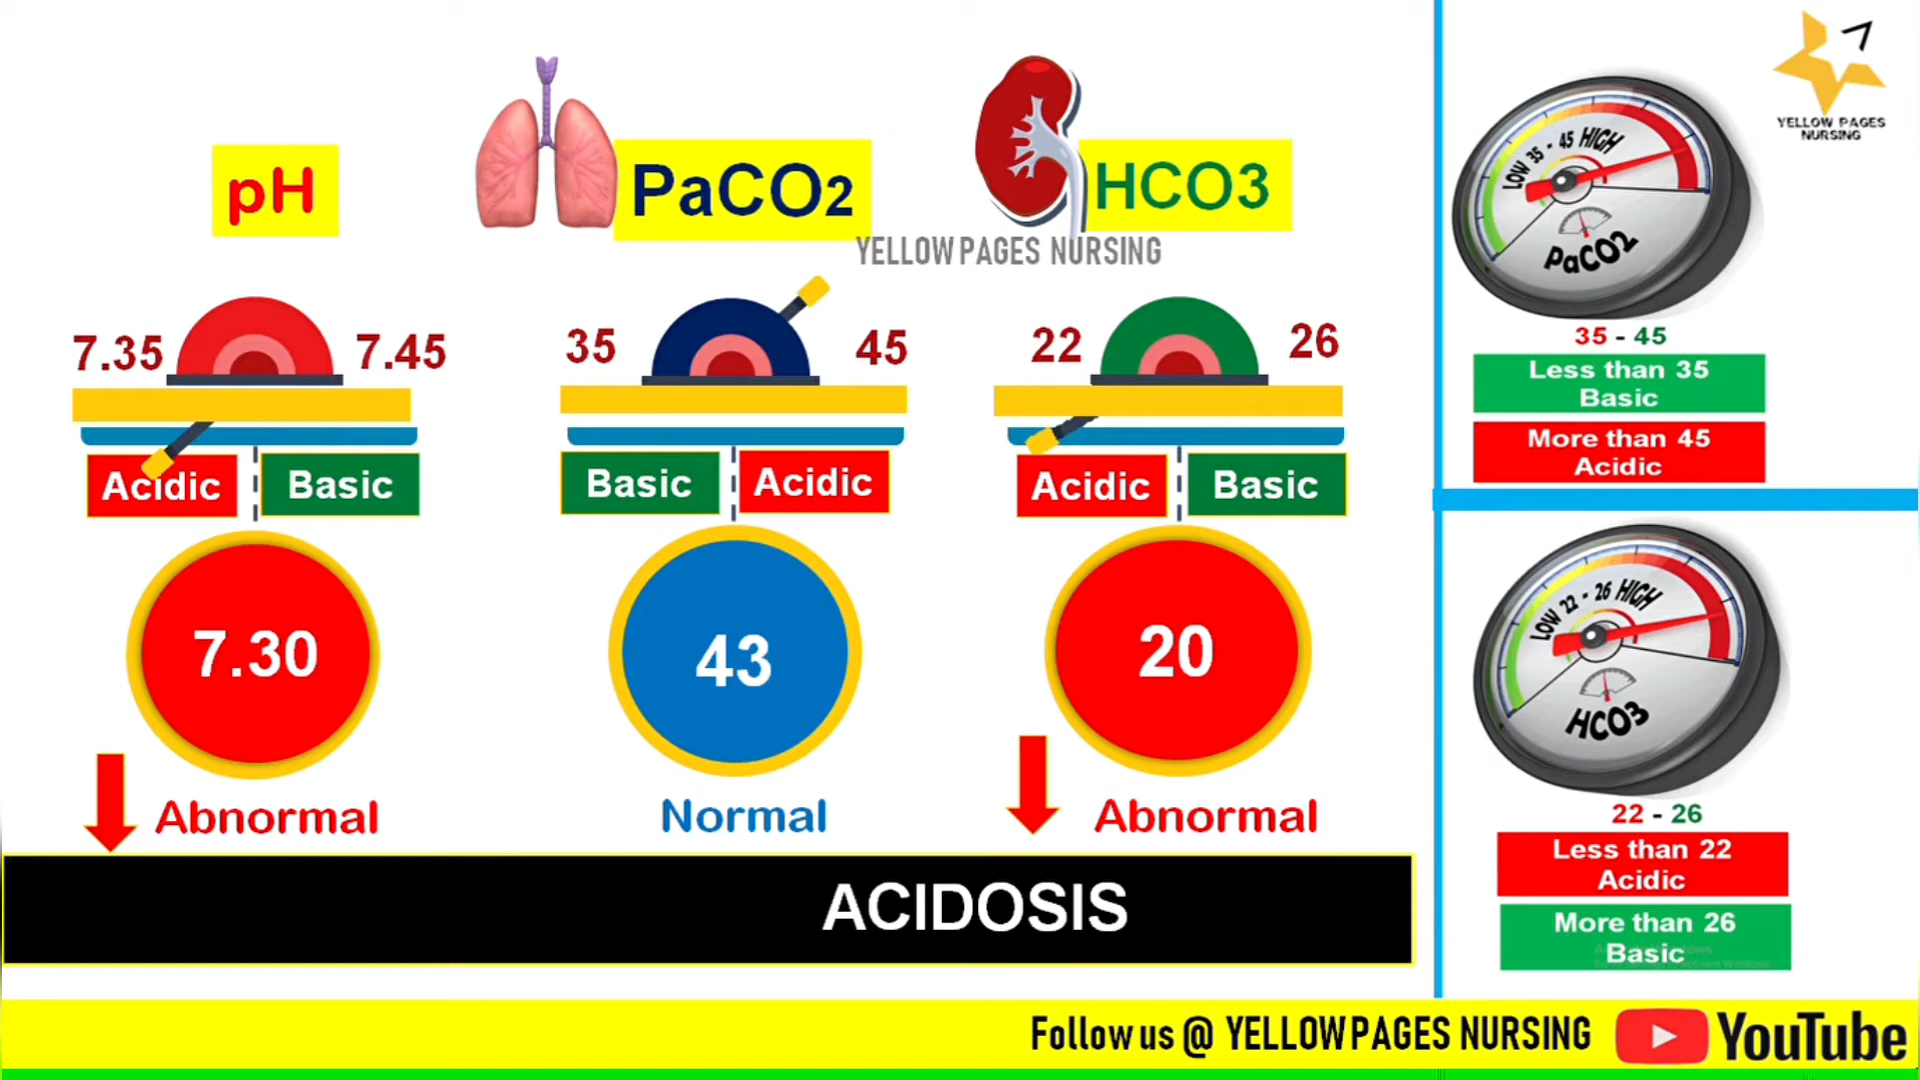 pH
PaCO2
HCO3
YELLOW PAGES NURSING
7.35
7.45
35
45
22
26
Acidic
Basic
Basic
Acidic
Acidic
Basic
7.30
43
20
Abnormal
Normal
Abnormal
ACIDOSIS
YELLOW PAGES
NURSING
LOW 35 - 45 HIGH
PaCO2
35 - 45
Less than 35
Basic
More than 45
Acidic
LOW 22 - 26 HIGH
HCO3
22 - 26
Less than 22
Acidic
More than 26
Basic
Follow us @ YELLOW PAGES NURSING
YouTube